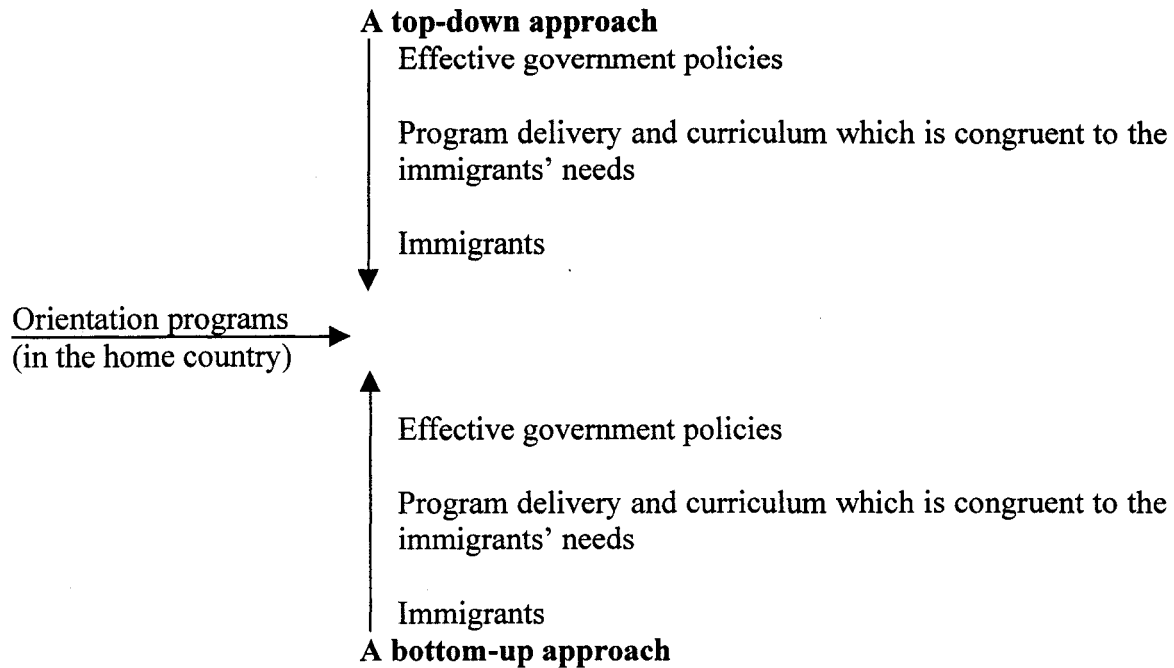 A top-down approach
Effective government policies
Program delivery and curriculum which is congruent to the
immigrants’ needs
Immigrants
Orientation programs
(in the home country)
Effective government policies
Program delivery and curriculum which is congruent to the
immigrants’ needs
Immigrants
A bottom-up approach